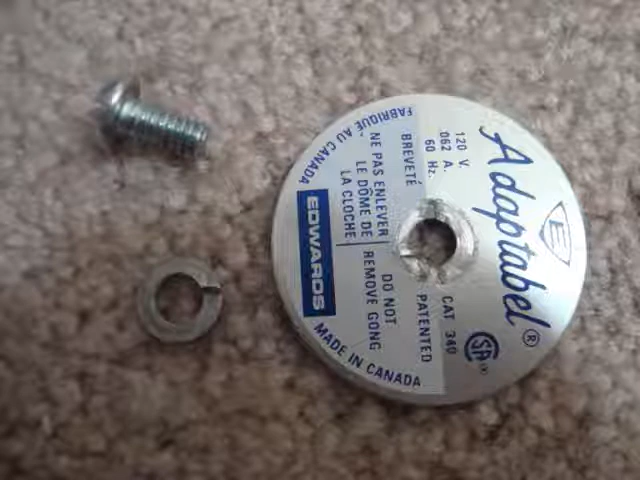 Adaptabel®
E
120 V.
.062 A.
60 Hz.
CAT 340
SA
BREVETÉ
PATENTED
NE PAS ENLEVER
LE DÔME DE
LA CLOCHE
DO NOT
REMOVE GONG
EDWARDS
FABRIQUÉ AU CANADA
MADE IN CANADA